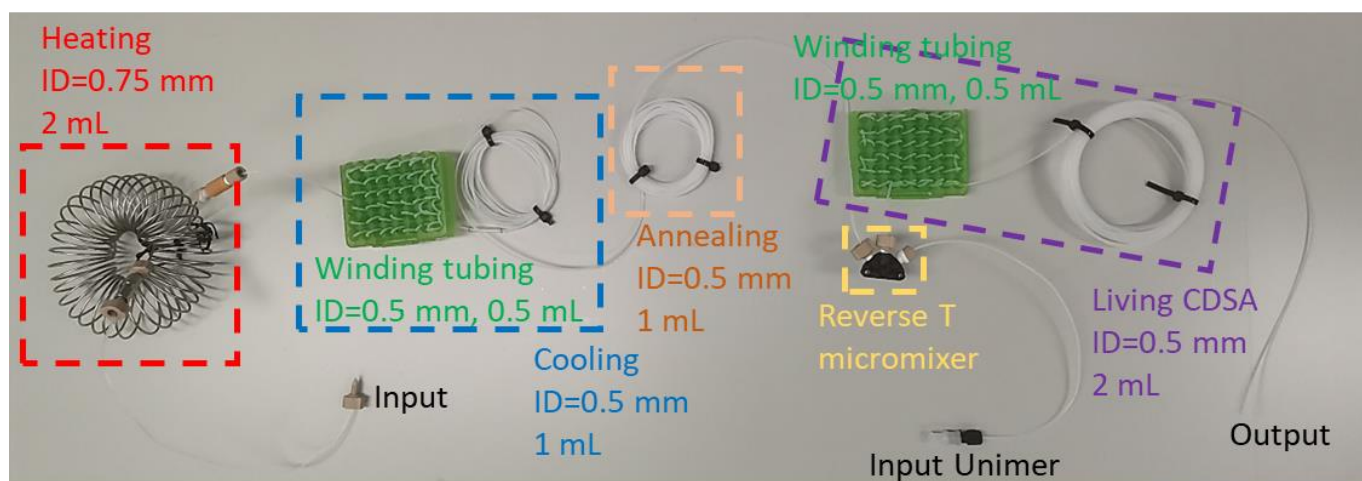 Heating
ID=0.75 mm
2 mL
Winding tubing
ID=0.5 mm, 0.5 mL
Cooling
ID=0.5 mm
1 mL
Input
Annealing
ID=0.5 mm
1 mL
Winding tubing
ID=0.5 mm, 0.5 mL
Reverse T
micromixer
Input Unimer
Living CDSA
ID=0.5 mm
2 mL
Output